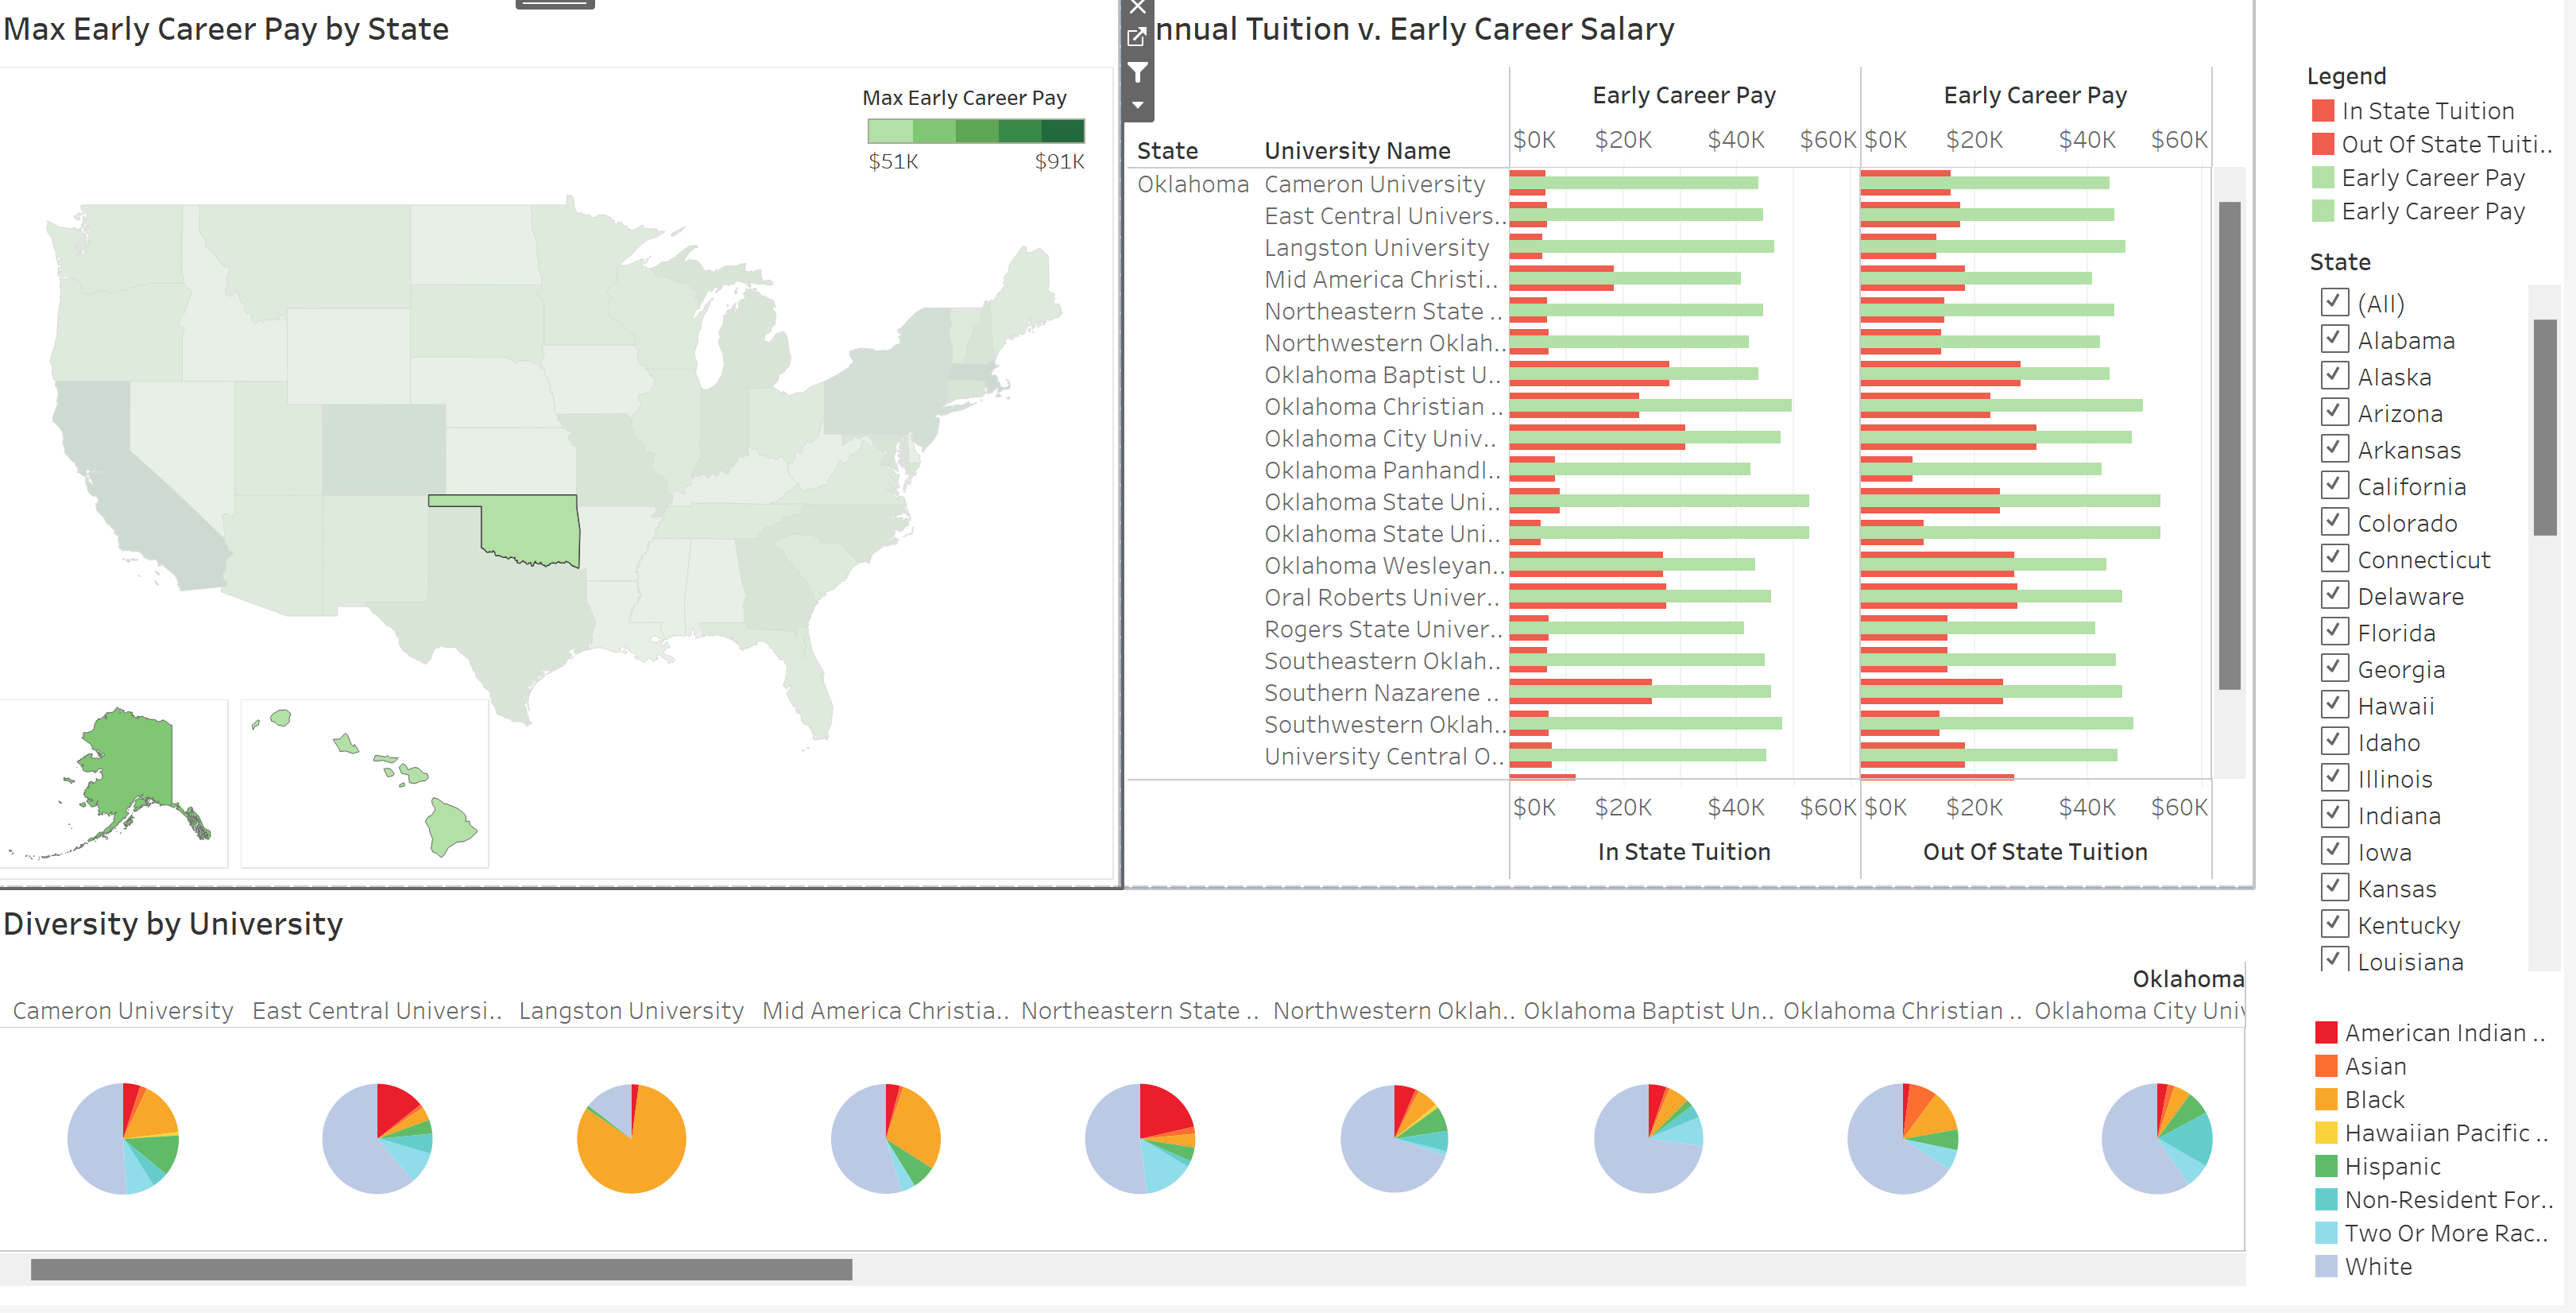 Max Early Career Pay by State
Max Early Career Pay
$51K $91K
nnual Tuition v. Early Career Salary
Early Career Pay Early Career Pay
$0K $20K $40K $60K $0K $20K $40K $60K
State University Name
Oklahoma Cameron University
East Central Univers..
Langston University
Mid America Christi..
Northeastern State ..
Northwestern Oklah..
Oklahoma Baptist U..
Oklahoma Christian ..
Oklahoma City Univ..
Oklahoma Panhandl..
Oklahoma State Uni..
Oklahoma State Uni..
Oklahoma Wesleyan..
Oral Roberts Univer..
Rogers State Univer..
Southeastern Oklah..
Southern Nazarene ..
Southwestern Oklah..
University Central O..
$0K $20K $40K $60K $0K $20K $40K $60K
In State Tuition Out Of State Tuition
Legend
In State Tuition
Out Of State Tuiti..
Early Career Pay
Early Career Pay
State
(All)
Alabama
Alaska
Arizona
Arkansas
California
Colorado
Connecticut
Delaware
Florida
Georgia
Hawaii
Idaho
Illinois
Indiana
Iowa
Kansas
Kentucky
Louisiana
Diversity by University
Oklahoma
Cameron University East Central Universi.. Langston University Mid America Christia.. Northeastern State .. Northwestern Oklah.. Oklahoma Baptist Un.. Oklahoma Christian .. Oklahoma City Univ
American Indian ..
Asian
Black
Hawaiian Pacific ..
Hispanic
Non-Resident For..
Two Or More Rac..
White